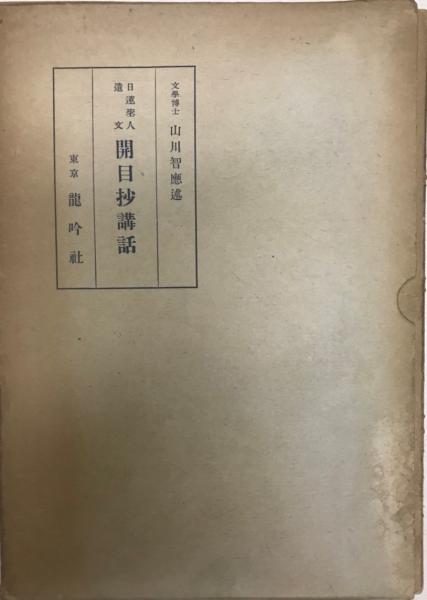 文學博士 山川智應述
日蓮聖人遺文 開目抄講話
東京 龍吟社